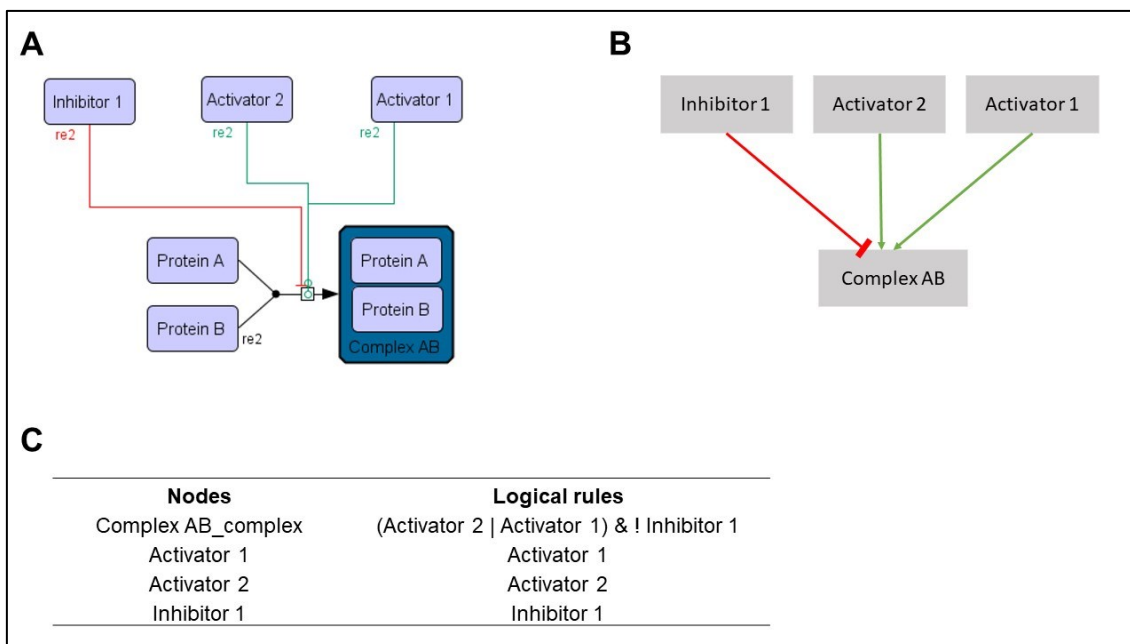 A
Inhibitor 1
Activator 2
Activator 1
re2
re2
re2
Protein A
Protein B
re2
Protein A
Protein B
Complex AB
B
Inhibitor 1
Activator 2
Activator 1
Complex AB
C
Nodes Logical rules
Complex AB_complex (Activator 2 | Activator 1) & ! Inhibitor 1
Activator 1 Activator 1
Activator 2 Activator 2
Inhibitor 1 Inhibitor 1